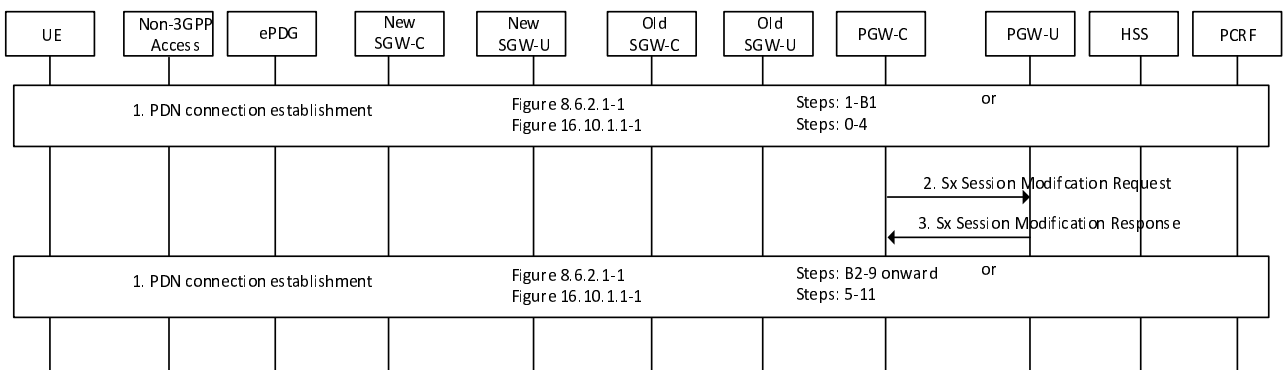 UE
Non-3GPP
Access
ePDG
New
SGW-C
New
SGW-U
Old
SGW-C
Old
SGW-U
PGW-C
PGW-U
HSS
PCRF
1. PDN connection establishment
Figure 8.6.2.1-1
Steps: 1-B1
or
Figure 16.10.1.1-1
Steps: 0-4
2. Sx Session Modifcation Request
3. Sx Session Modification Response
1. PDN connection establishment
Figure 8.6.2.1-1
Steps: B2-9 onward
or
Figure 16.10.1.1-1
Steps: 5-11